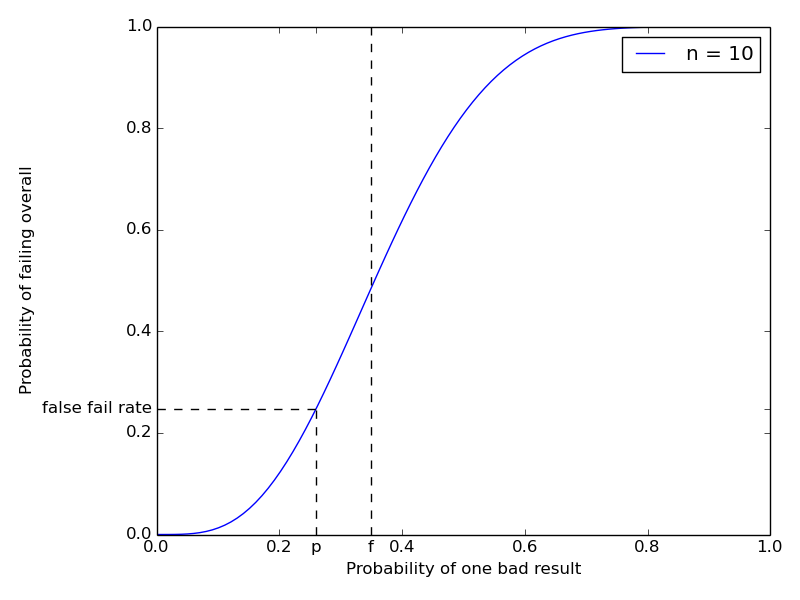 1.0
n = 10
0.8
Probability of failing overall
0.6
0.4
false fail rate
0.2
0.0
0.0 0.2 p f 0.4 0.6 0.8 1.0
Probability of one bad result